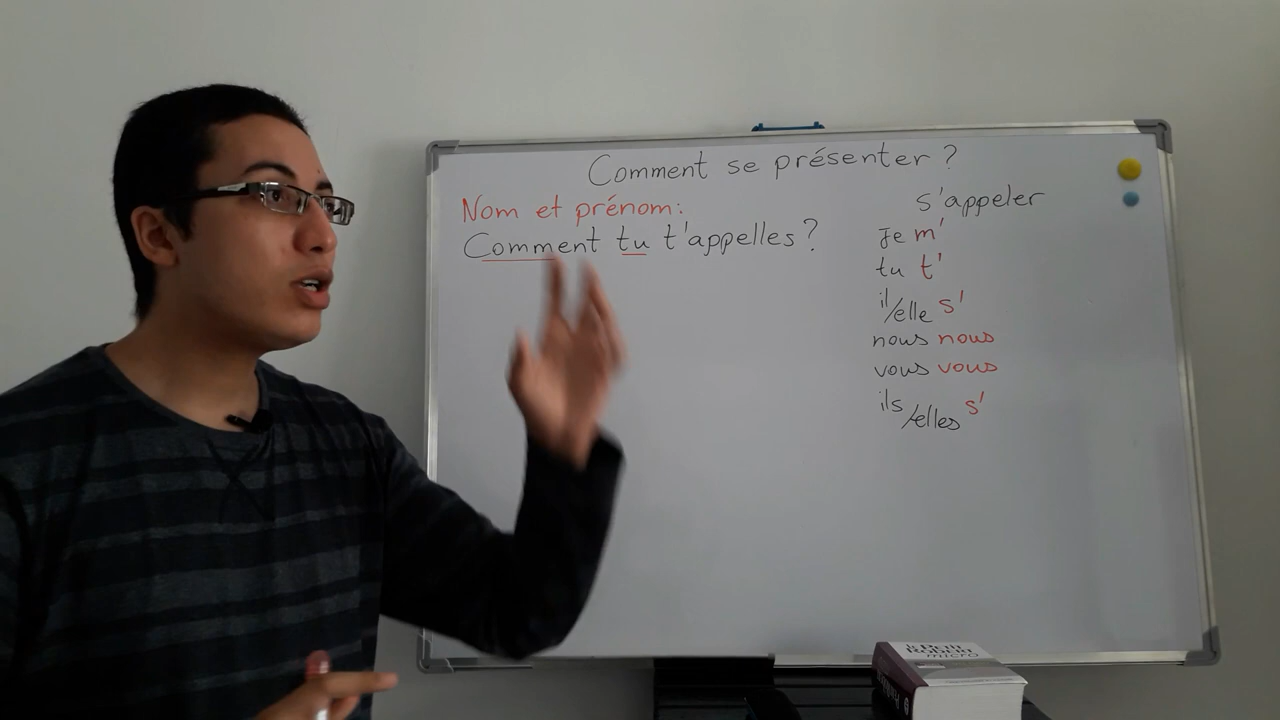 Comment se présenter ?
Nom et prénom:
Comment tu t'appelles ?
s'appeler
Je m'
tu t'
il/elle s'
nous nous
vous vous
ils/elles s'
micro